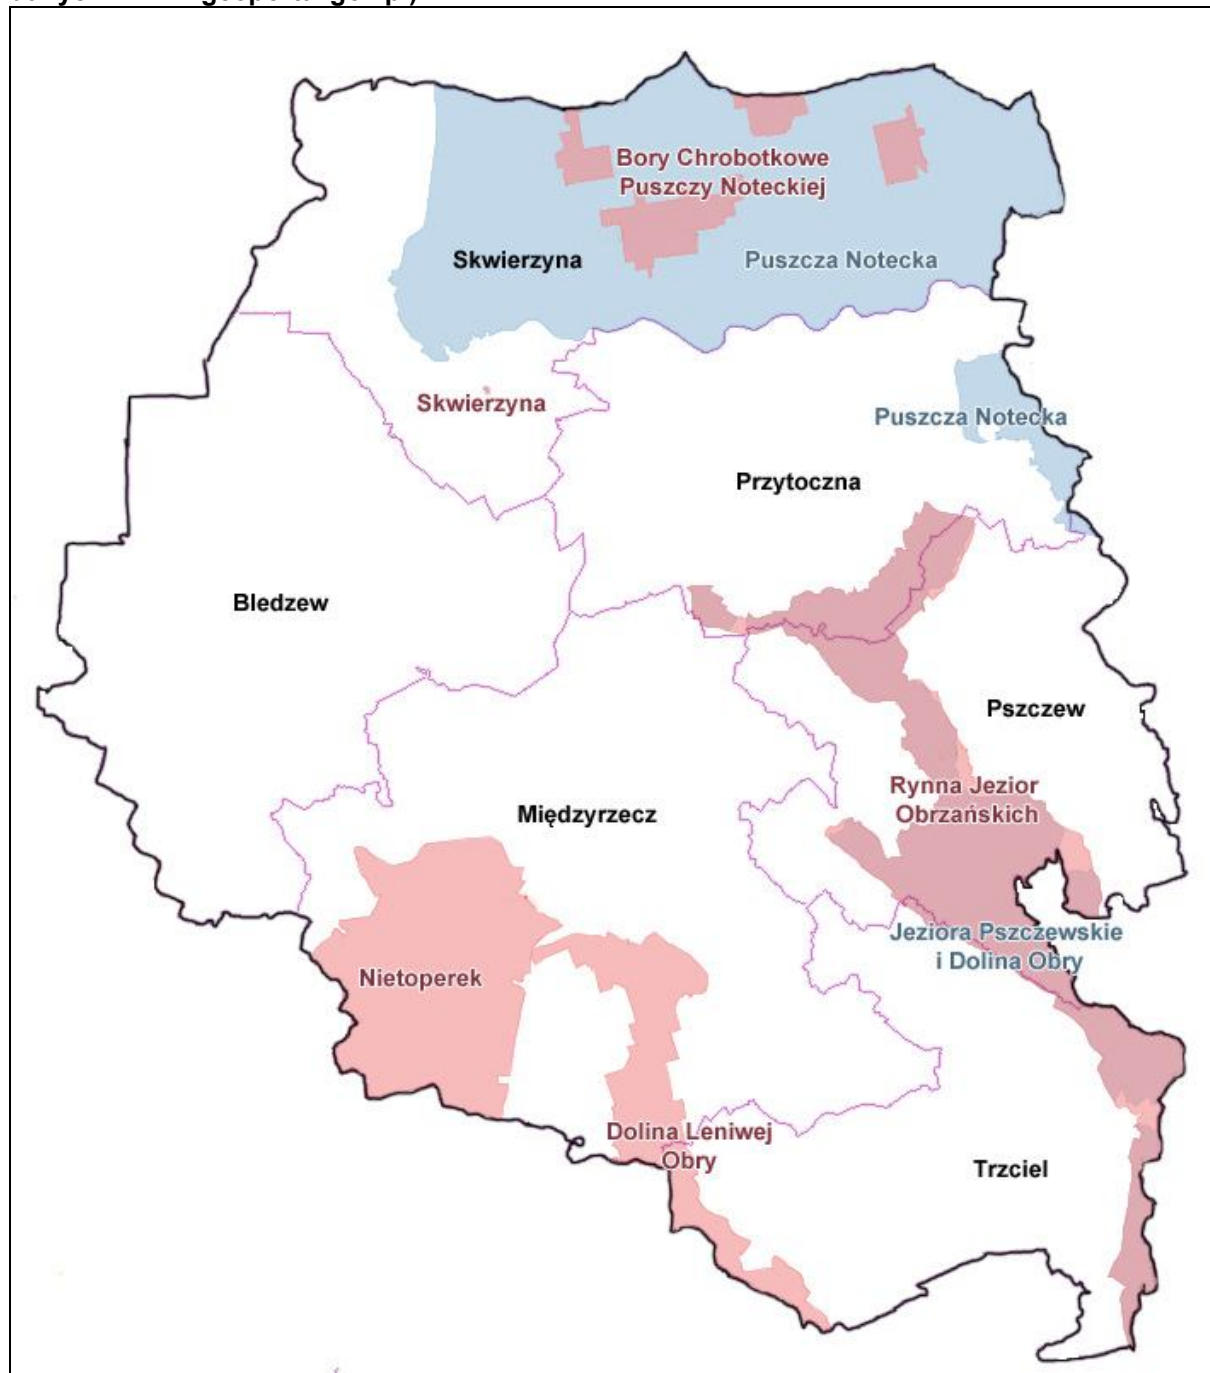 Bory Chrobotkowe
Puszczy Noteckiej
Skwierzyna
Puszcza Notecka
Skwierzyna
Puszcza Notecka
Przytoczna
Bledzew
Pszczew
Rynna Jezior
Obrzańskich
Międzyrzecz
Jeziora Pszczewskie
i Dolina Obry
Nietoperek
Dolina Leniwej
Obry
Trzciel